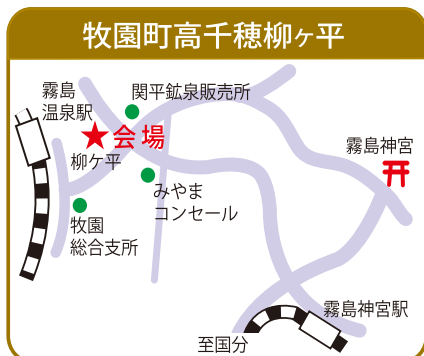 牧園町高千穂柳ヶ平
霧島
温泉駅
関平鉱泉販売所
★会場
柳ケ平
霧島神宮
みやま
コンセール
牧園
総合支所
霧島神宮駅
至国分